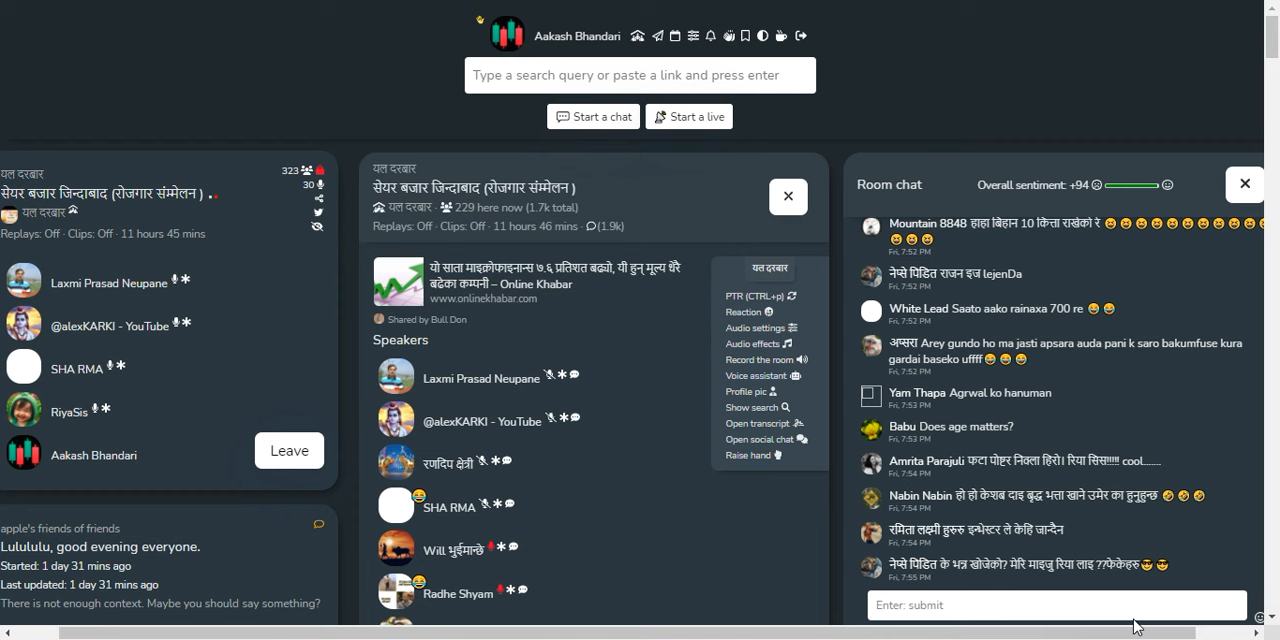 Aakash Bhandari
Type a search query or paste a link and press enter
Start a chat
Start a live
यल दरबार
323
सेयर बजार जिन्दाबाद (रोजगार संम्मेलन ) ..
30
यल दरबार
Replays: Off · Clips: Off · 11 hours 45 mins
Laxmi Prasad Neupane
@alexKARKI - YouTube
SHA RMA
RiyaSis
Aakash Bhandari
Leave
apple's friends of friends
Lulululu, good evening everyone.
Started: 1 day 31 mins ago
Last updated: 1 day 31 mins ago
There is not enough context. Maybe you should say something?
यल दरबार
सेयर बजार जिन्दाबाद (रोजगार संम्मेलन )
यल दरबार · 229 here now (1.7k total)
Replays: Off · Clips: Off · 11 hours 46 mins · (1.9k)
यो साता माइक्रोफाइनान्स ७.६ प्रतिशत बढ्यो, यी हुन् मूल्य धेरै
बढेका कम्पनी – Online Khabar
www.onlinekhabar.com
Shared by Bull Don
Speakers
Laxmi Prasad Neupane
@alexKARKI - YouTube
रणदिप क्षेत्री
SHA RMA
Will भुईमान्छे
Radhe Shyam
यल दरबार
PTR (CTRL+p)
Reaction
Audio settings
Audio effects
Record the room
Voice assistant
Profile pic
Show search
Open transcript
Open social chat
Raise hand
Room chat
Overall sentiment: +94
Mountain 8848 हाहा बिहान 10 कित्ता राखेको रे 😆😆😆😆😆😆😆😆😆😆😆😆
😆😆😆
Fri, 7:52 PM
नेप्से पिडित राजन इज lejenDa
Fri, 7:52 PM
White Lead Saato aako rainaxa 700 re 😅 😅
Fri, 7:52 PM
अप्सरा Arey gundo ho ma jasti apsara auda pani k saro bakumfuse kura
gardai baseko uffff😂 😂 😂
Fri, 7:52 PM
Yam Thapa Agrwal ko hanuman
Fri, 7:53 PM
Babu Does age matters?
Fri, 7:53 PM
Amrita Parajuli फटा पोष्टर निक्ला हिरो। रिया सिस!!!!! cool........
Fri, 7:54 PM
Nabin Nabin हो हो केशब दाइ बृद्ध भत्ता खाने उमेर का हुनुहुन्छ 🤣 🤣 🤣
Fri, 7:54 PM
रमिता लक्ष्मी हुरुरु इन्भेस्टर ले केहि जान्दैन
Fri, 7:54 PM
नेप्से पिडित के भन्न खोजेको? मेरि माइजु रिया लाइ ??फेकेहरु😎 😎
Fri, 7:55 PM
Enter: submit